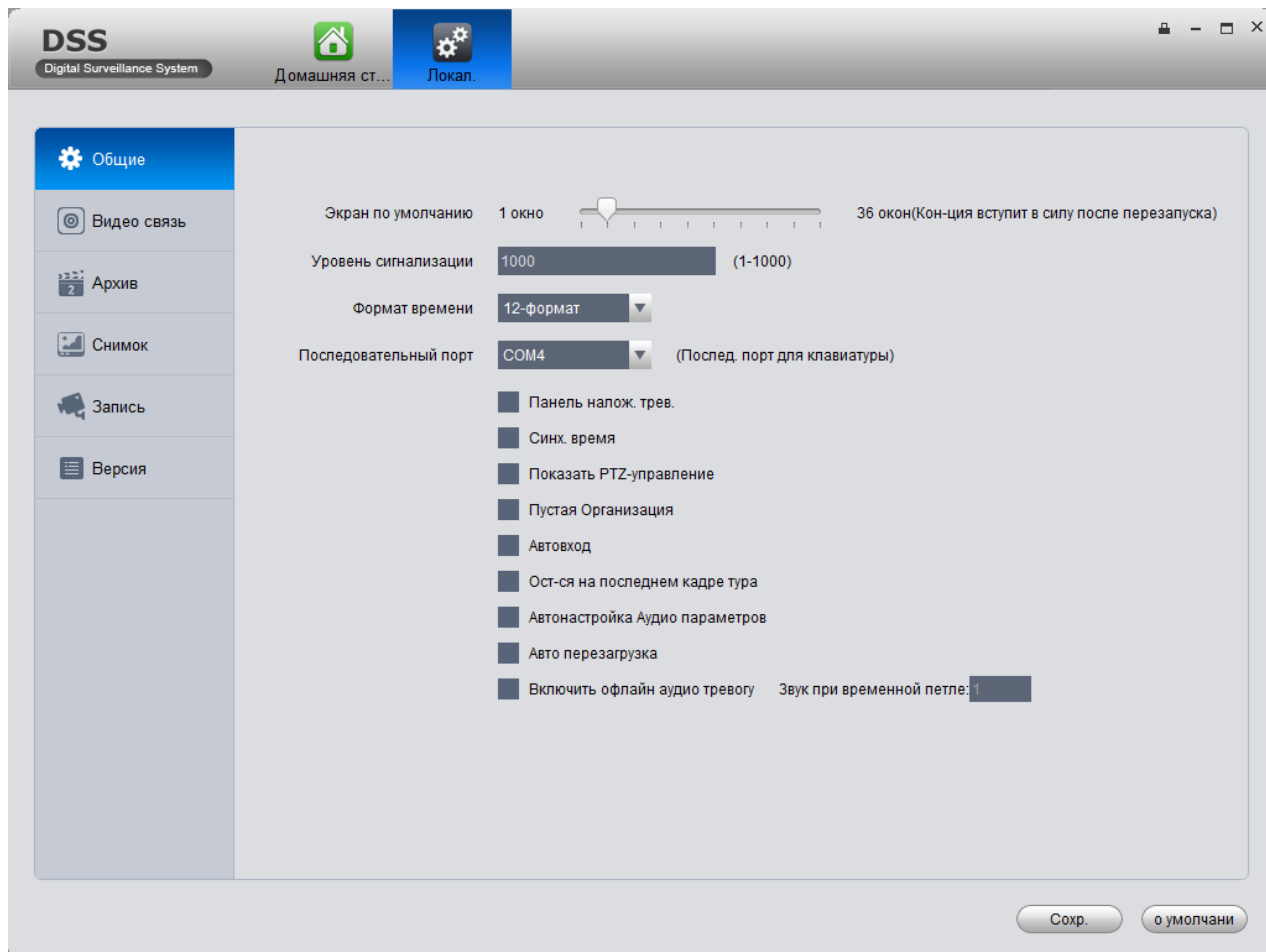 DSS
Digital Surveillance System
Домашняя ст...
Локал.
Общие
Видео связь
Архив
2
Снимок
Запись
Версия
Экран по умолчанию 1 окно 36 окон(Кон-ция вступит в силу после перезапуска)
Уровень сигнализации 1000 (1-1000)
Формат времени 12-формат
Последовательный порт COM4 (Послед. порт для клавиатуры)
Панель налож. трев.
Синх. время
Показать PTZ-управление
Пустая Организация
Автовход
Ост-ся на последнем кадре тура
Автонастройка Аудио параметров
Авто перезагрузка
Включить офлайн аудио тревогу Звук при временной петле: 1
Сохр. о умолчани